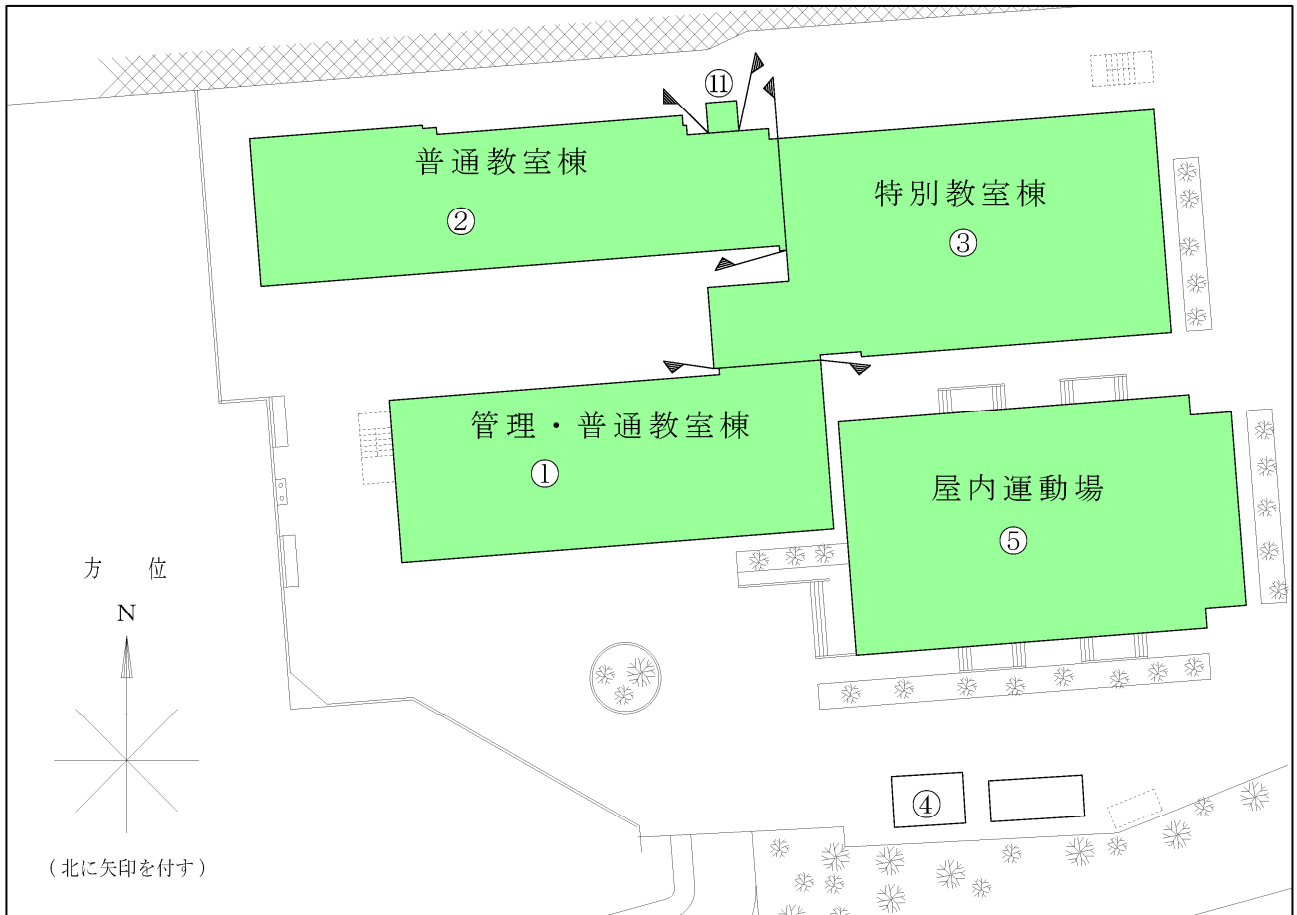 ⑪
普通教室棟
②
特別教室棟
③
管理・普通教室棟
①
屋内運動場
⑤
方　位
N
④
(北に矢印を付す)